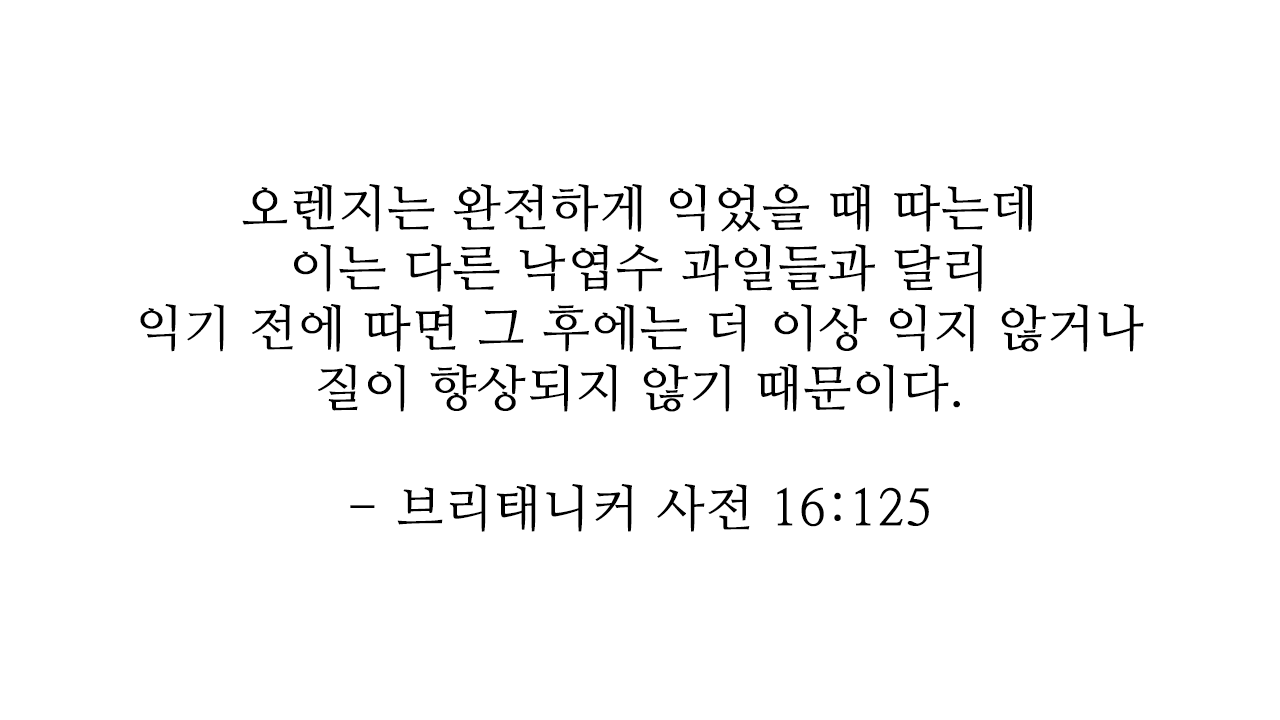 오렌지는 완전하게 익었을 때 따는데
이는 다른 낙엽수 과일들과 달리
익기 전에 따면 그 후에는 더 이상 익지 않거나
질이 향상되지 않기 때문이다.
- 브리태니커 사전 16:125